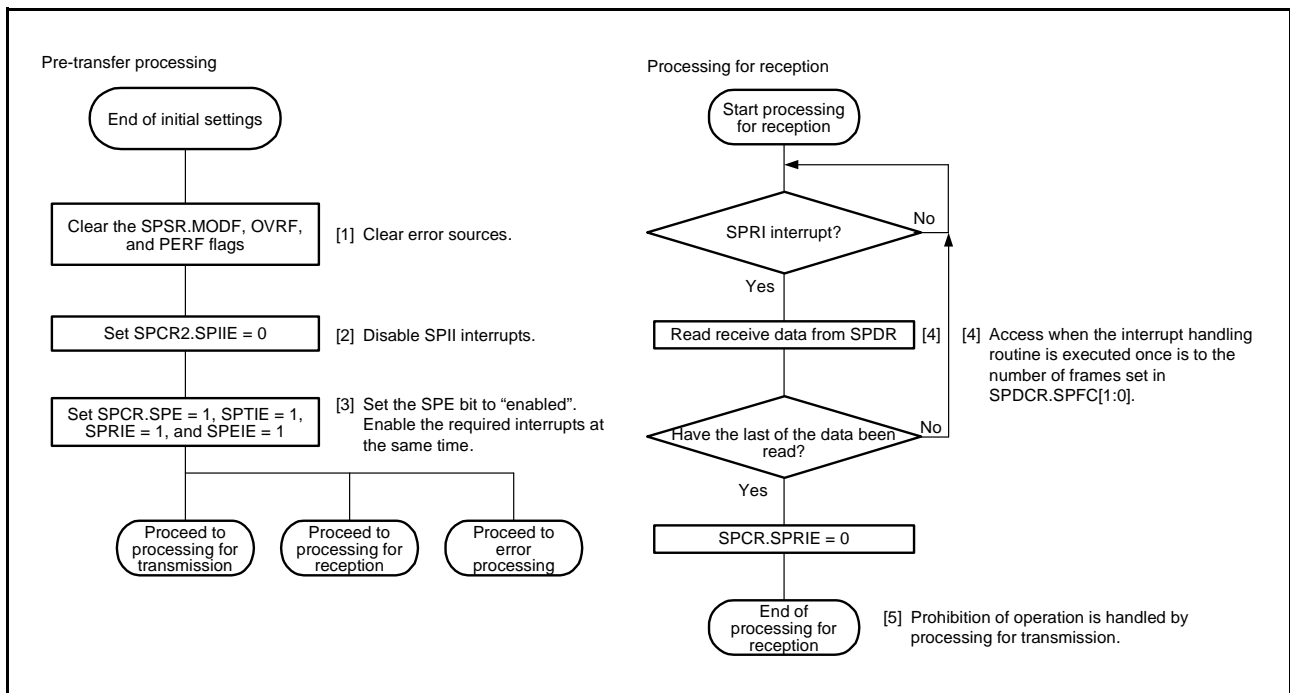 Pre-transfer processing
End of initial settings
Clear the SPSR.MODF, OVRF,
and PERF flags
[1] Clear error sources.
Set SPCR2.SPIIE = 0
[2] Disable SPII interrupts.
Set SPCR.SPE = 1, SPTIE = 1,
SPRIE = 1, and SPEIE = 1
[3] Set the SPE bit to “enabled”.
Enable the required interrupts at
the same time.
Proceed to
processing for
transmission
Proceed to
processing for
reception
Proceed to
error
processing
Processing for reception
Start processing
for reception
SPRI interrupt?
No
Yes
Read receive data from SPDR
[4]
[4] Access when the interrupt handling
routine is executed once is to the
number of frames set in
SPDCR.SPFC[1:0].
Have the last of the data been
read?
No
Yes
SPCR.SPRIE = 0
End of
processing for
reception
[5] Prohibition of operation is handled by
processing for transmission.